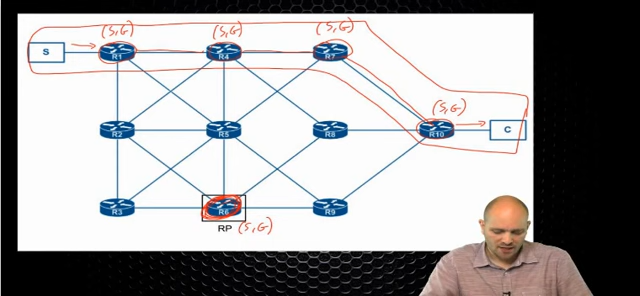 (S,G) (S,G) (S,G)
S R1 R4 R7
(S,G)
R2 R5 R8 R10 C
R3 R6 R9
RP (S,G)